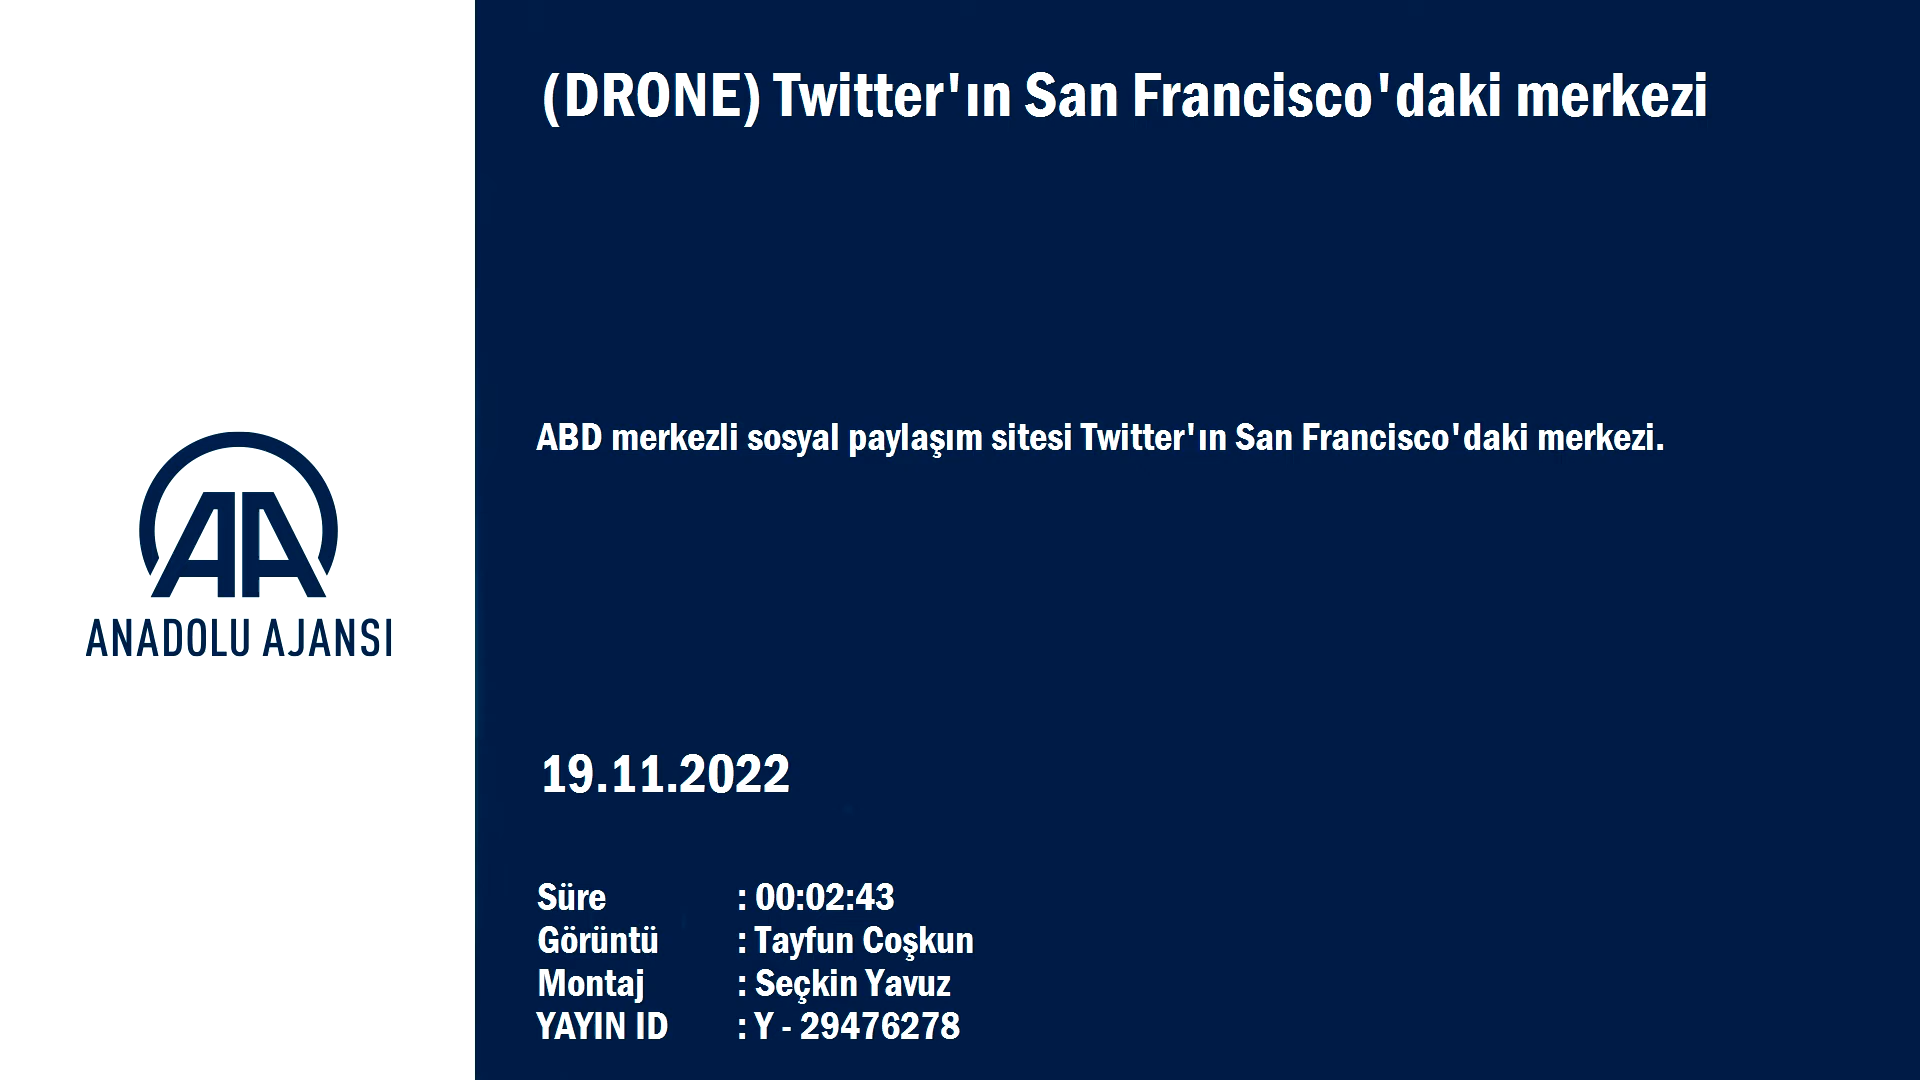 (DRONE) Twitter'ın San Francisco'daki merkezi
ABD merkezli sosyal paylaşım sitesi Twitter'ın San Francisco'daki merkezi.
AA
ANADOLU AJANSI
19.11.2022
Süre : 00:02:43
Görüntü : Tayfun Coşkun
Montaj : Seçkin Yavuz
YAYIN ID : Y - 29476278